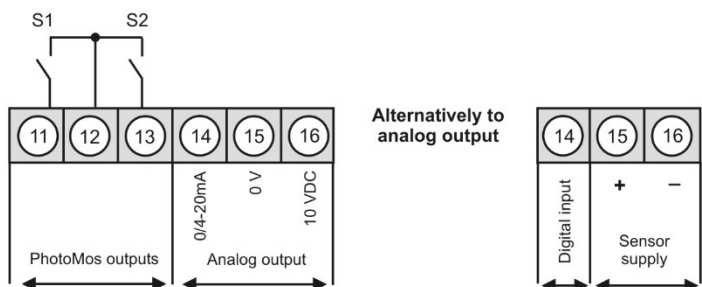 S1 S2
11 12 13 14 15 16
0/4-20mA
0 V
10 VDC
PhotoMos outputs
Analog output
Alternatively to
analog output
14 15 16
Digital input
+ –
Sensor
supply